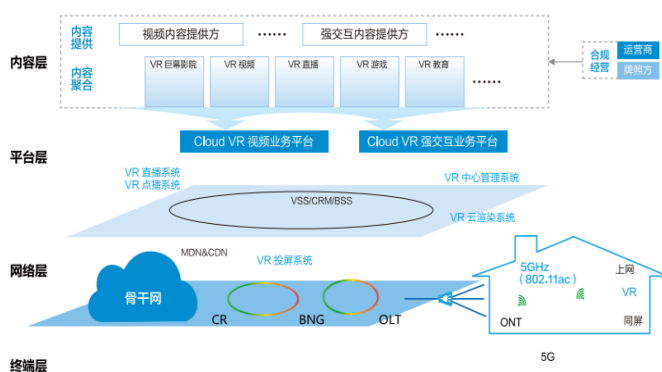 内容
提供
视频内容提供方
……
强交互内容提供方
……
合规
经营
运营商
牌照方
内容层
内容
聚合
VR 巨幕影院
VR 视频
VR 直播
VR 游戏
VR 教育
……
Cloud VR 视频业务平台
Cloud VR 强交互业务平台
平台层
VR 直播系统
VR 点播系统
VR 中心管理系统
VSS/CRM/BSS
VR 云渲染系统
MDN&CDN
VR 投屏系统
网络层
骨干网
CR
BNG
OLT
5GHz
（802.11ac）
上网
VR
ONT
同屏
5G
终端层